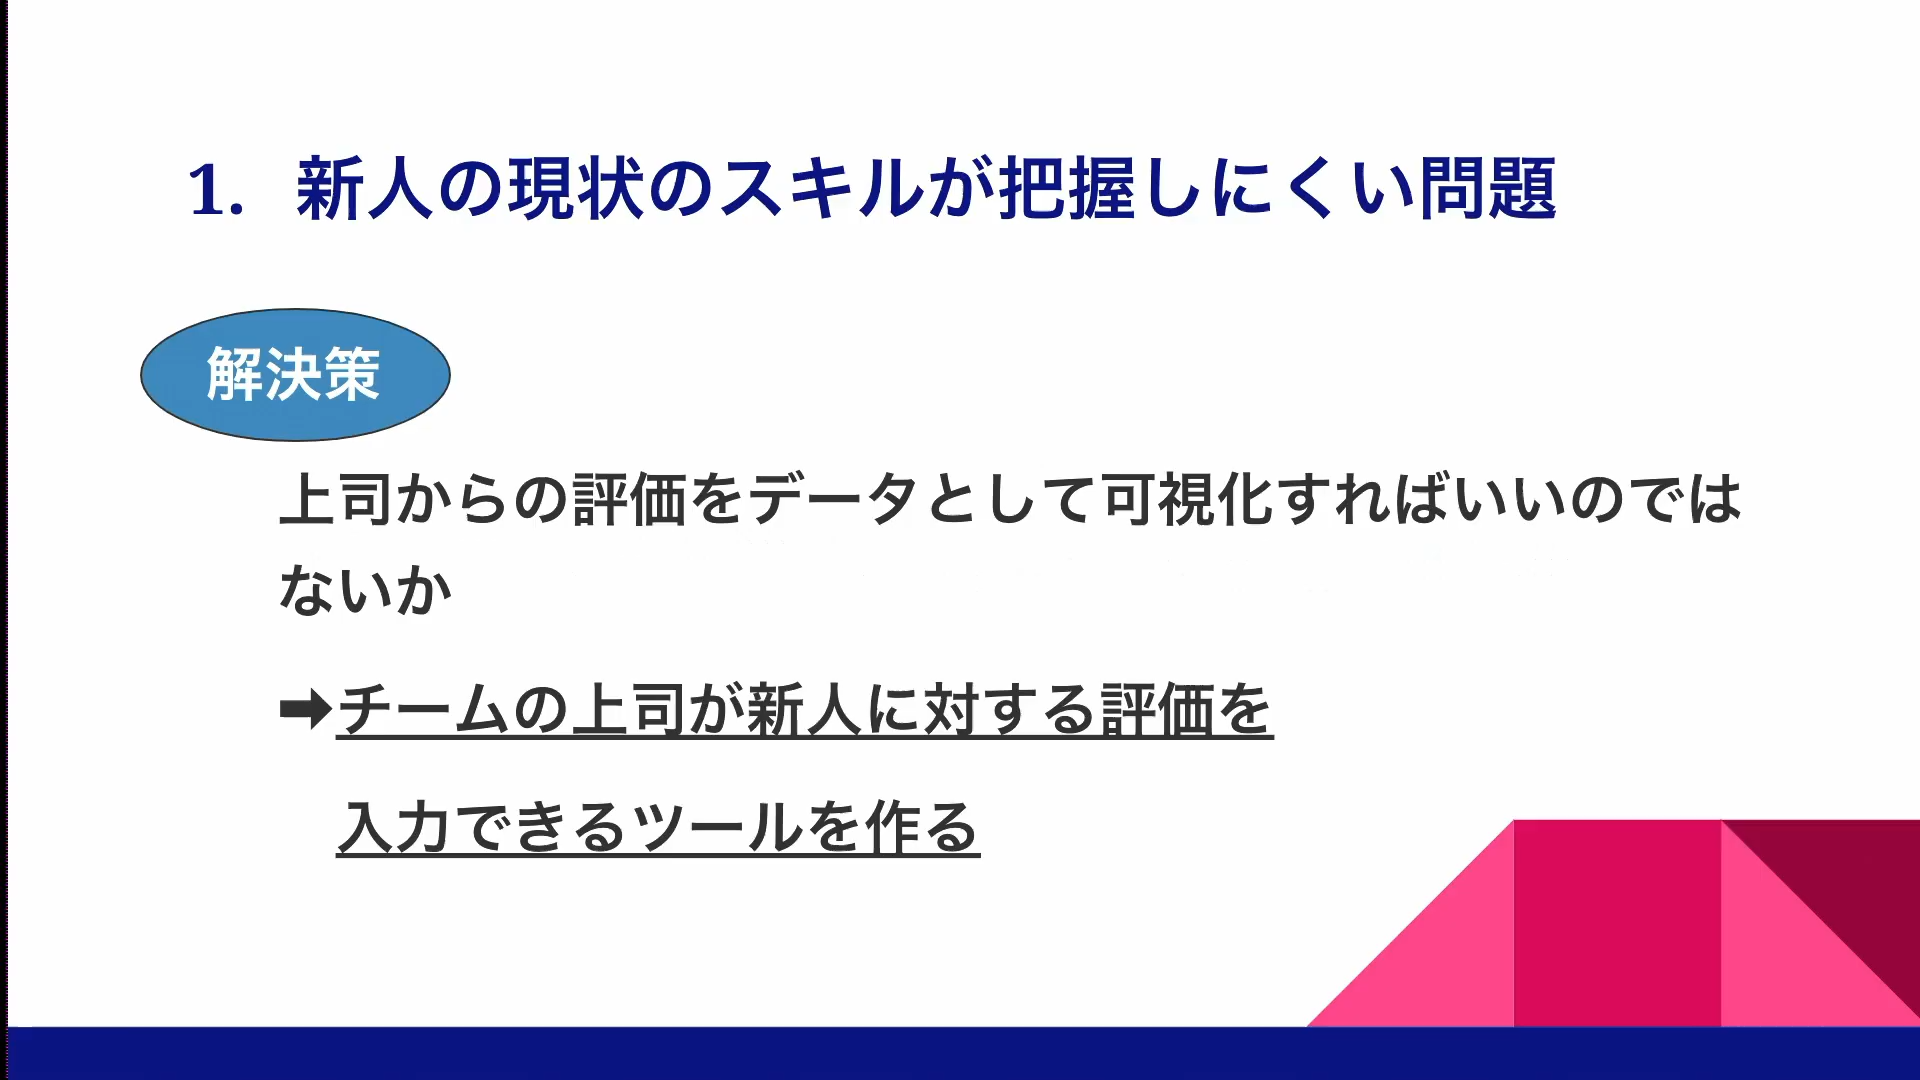 1. 新人の現状のスキルが把握しにくい問題
解決策
上司からの評価をデータとして可視化すればいいのでは
ないか
➡チームの上司が新人に対する評価を
入力できるツールを作る